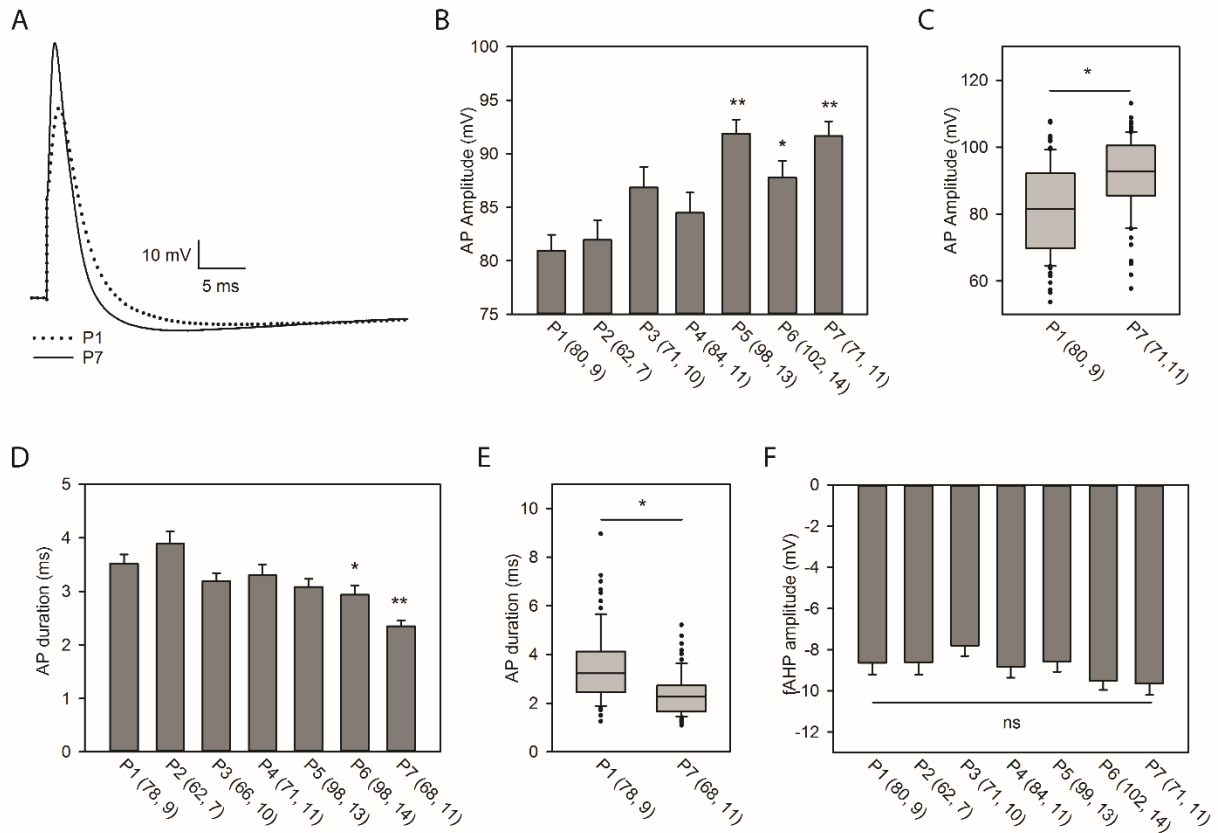 A
10 mV
5 ms
P1
P7
B
AP Amplitude (mV)
100
95
90
85
80
75
**
*
**
P1 (80, 9)
P2 (62, 7)
P3 (71, 10)
P4 (84, 11)
P5 (98, 13)
P6 (102, 14)
P7 (71, 11)
C
AP Amplitude (mV)
120
100
80
60
*
P1 (80, 9)
P7 (71,11)
D
AP duration (ms)
5
4
3
2
1
0
*
**
P1 (78, 9)
P2 (62, 7)
P3 (66, 10)
P4 (71, 11)
P5 (98, 13)
P6 (98, 14)
P7 (68, 11)
E
AP duration (ms)
10
8
6
4
2
0
*
P1 (78, 9)
P7 (68, 11)
F
fAHP amplitude (mV)
0
-2
-4
-6
-8
-10
-12
ns
P1 (80, 9)
P2 (62, 7)
P3 (71, 10)
P4 (84, 11)
P5 (99, 13)
P6 (102, 14)
P7 (71, 11)